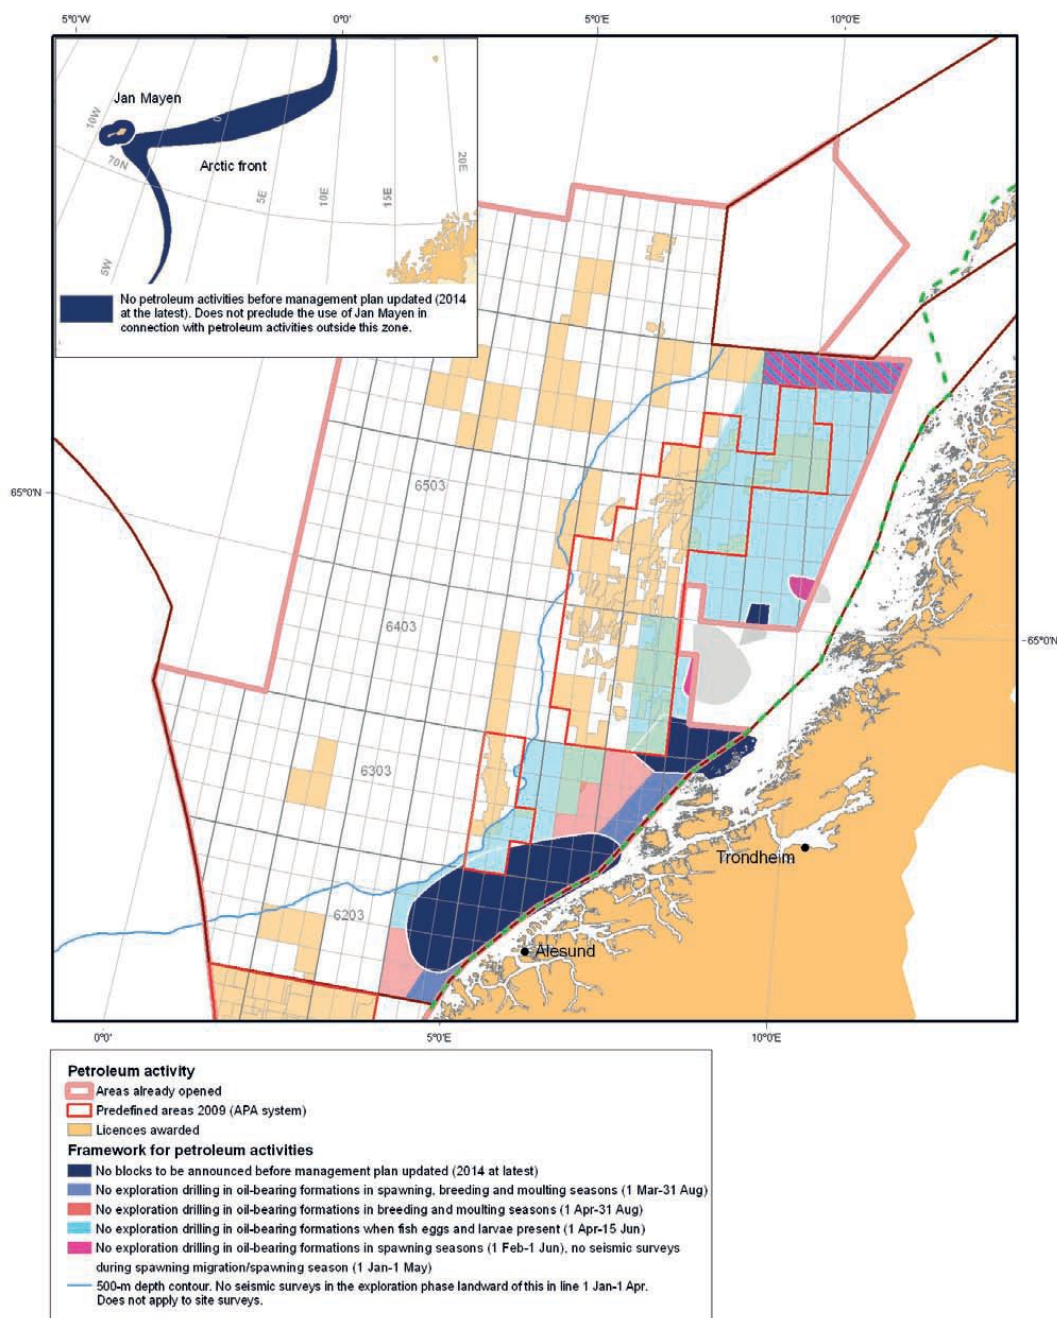 5°0'W 0°0' 5°0'E 10°0'E
Jan Mayen
10W
0
70N
Arctic front
20E
5E
10E
15E
5W
No petroleum activities before management plan updated (2014
at the latest). Does not preclude the use of Jan Mayen in
connection with petroleum activities outside this zone.
6503
65°0'N
6403
65°0'N
6303
Trondheim
6203
Ålesund
0°0' 5°0'E 10°0'E
Petroleum activity
Areas already opened
Predefined areas 2009 (APA system)
Licences awarded
Framework for petroleum activities
No blocks to be announced before management plan updated (2014 at latest)
No exploration drilling in oil-bearing formations in spawning, breeding and moulting seasons (1 Mar-31 Aug)
No exploration drilling in oil-bearing formations in breeding and moulting seasons (1 Apr-31 Aug)
No exploration drilling in oil-bearing formations when fish eggs and larvae present (1 Apr-15 Jun)
No exploration drilling in oil-bearing formations in spawning seasons (1 Feb-1 Jun), no seismic surveys
during spawning migration/spawning season (1 Jan-1 May)
500-m depth contour. No seismic surveys in the exploration phase landward of this in line 1 Jan-1 Apr.
Does not apply to site surveys.